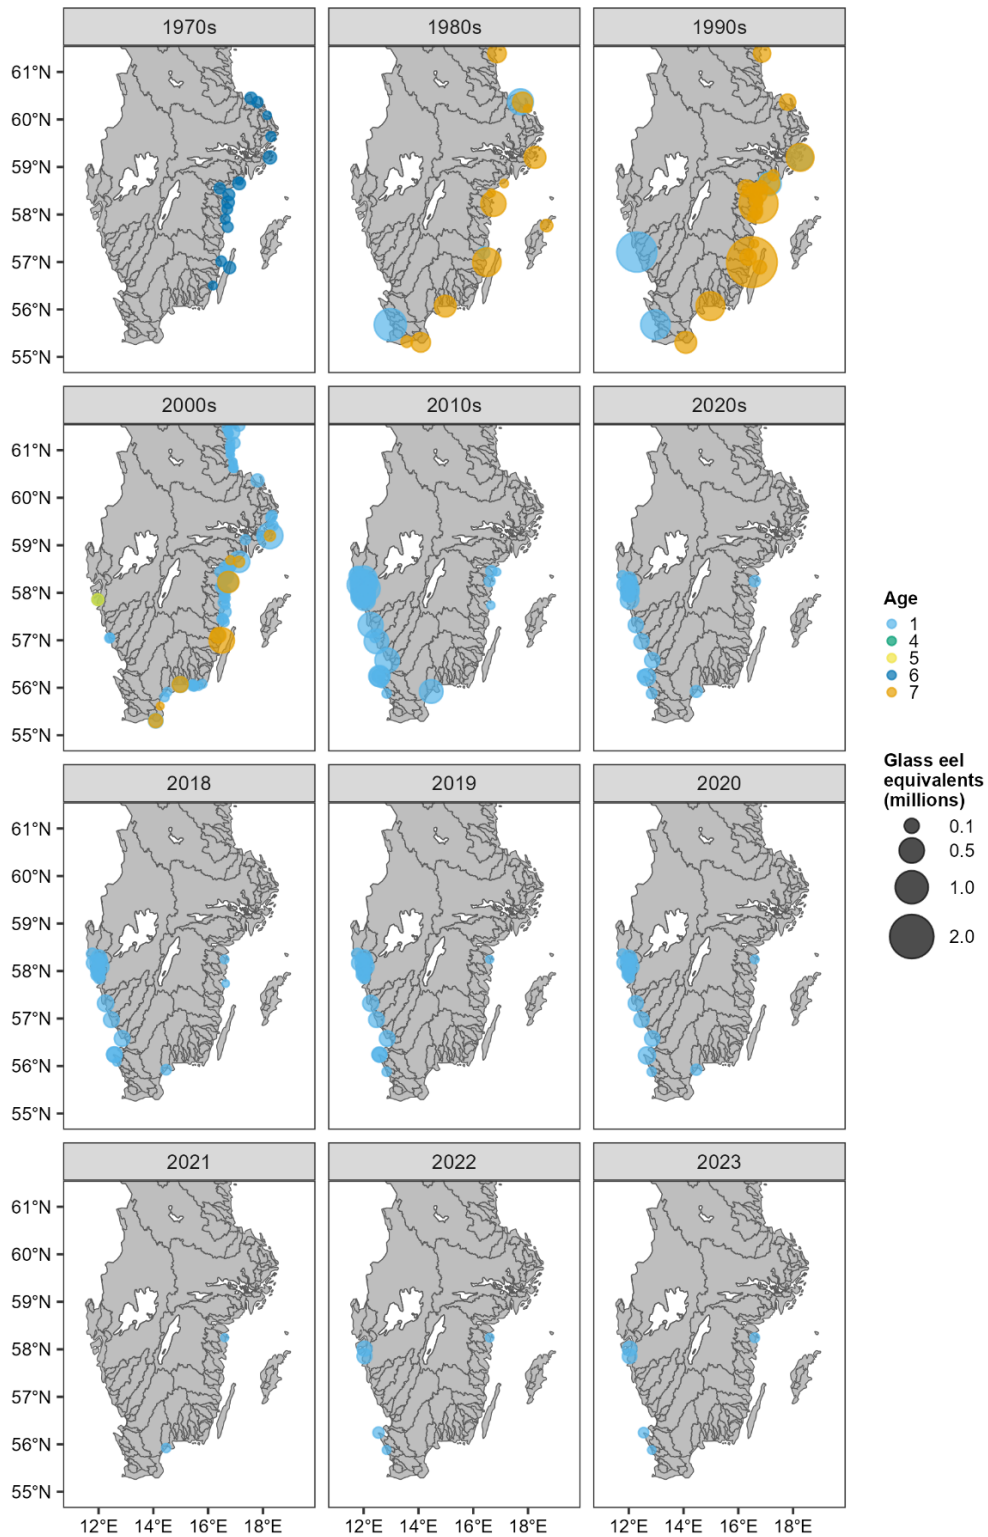 1970s 1980s 1990s
61°N
60°N
59°N
58°N
57°N
56°N
55°N
2000s 2010s 2020s
61°N
60°N
59°N
58°N
57°N
56°N
55°N
2018 2019 2020
61°N
60°N
59°N
58°N
57°N
56°N
55°N
2021 2022 2023
61°N
60°N
59°N
58°N
57°N
56°N
55°N
12°E 14°E 16°E 18°E 12°E 14°E 16°E 18°E 12°E 14°E 16°E 18°E
Age
1
4
5
6
7
Glass eel
equivalents
(millions)
0.1
0.5
1.0
2.0